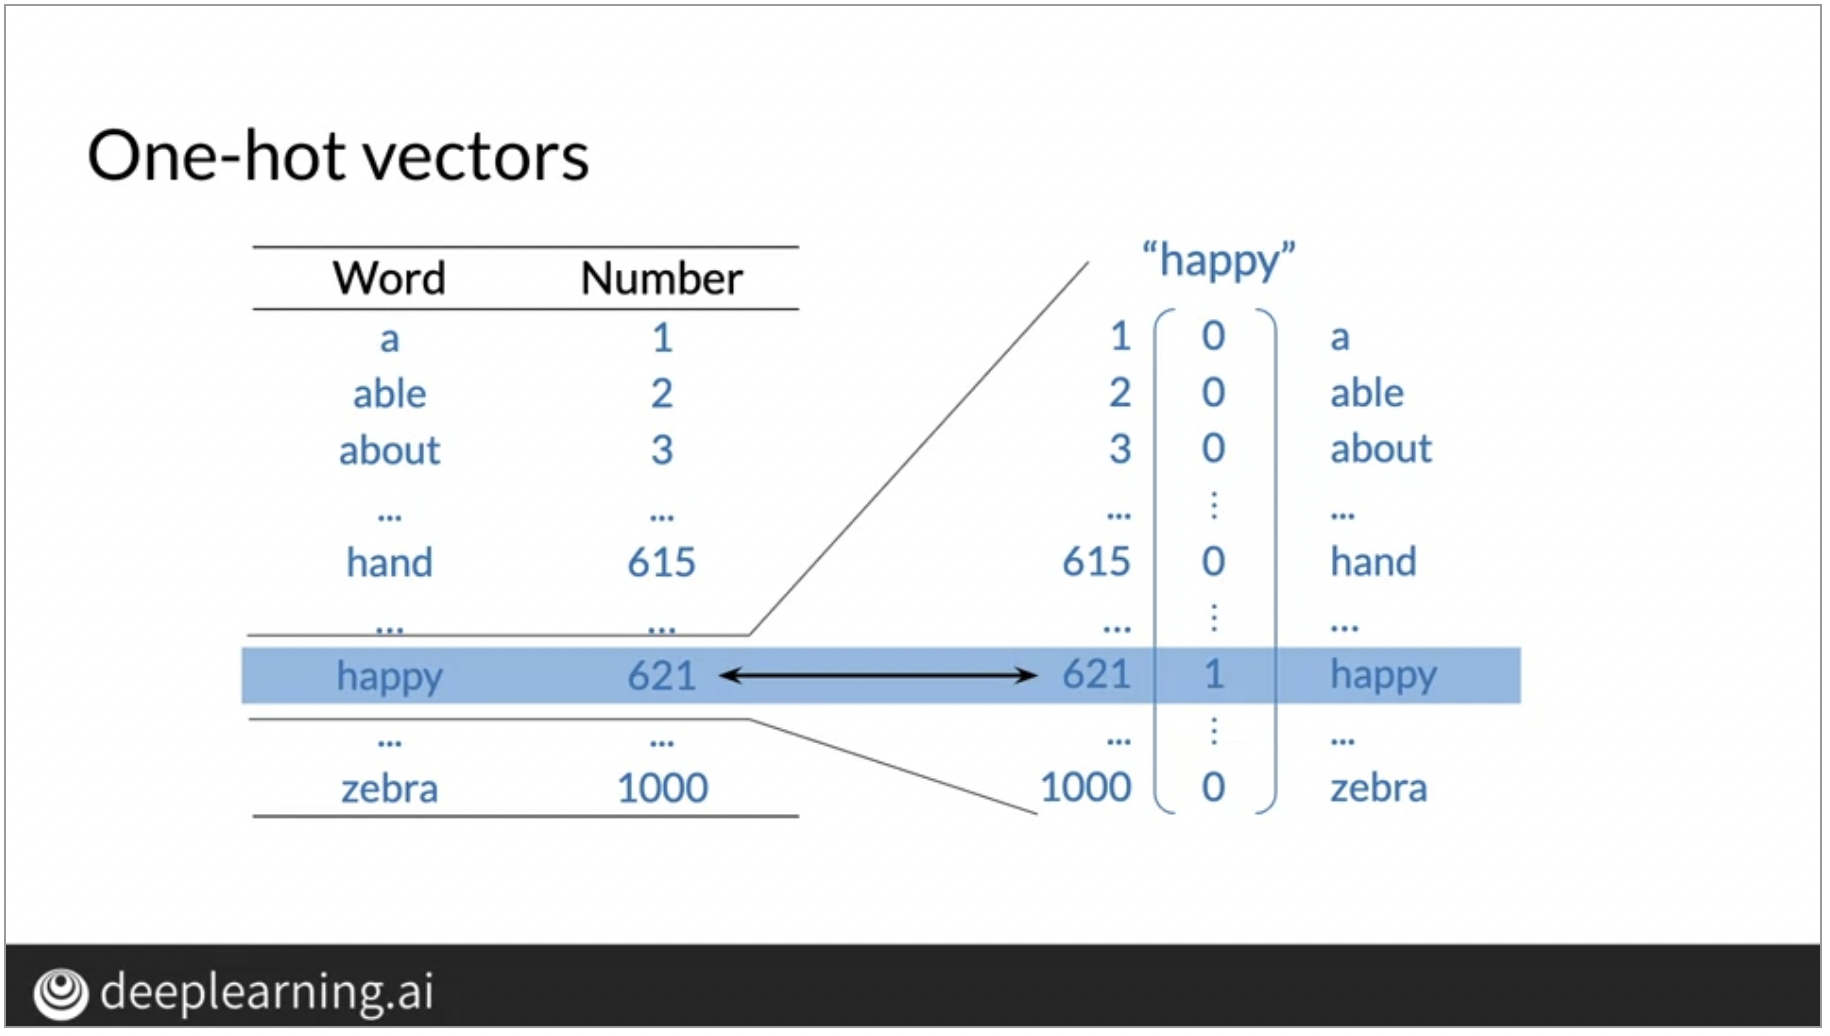 One-hot vectors
Word Number
a 1
able 2
about 3
... ...
hand 615
... ...
happy 621
... ...
zebra 1000
“happy”
1 0 a
2 0 able
3 0 about
... ⋮ ...
615 0 hand
... ⋮ ...
621 1 happy
... ⋮ ...
1000 0 zebra
deeplearning.ai